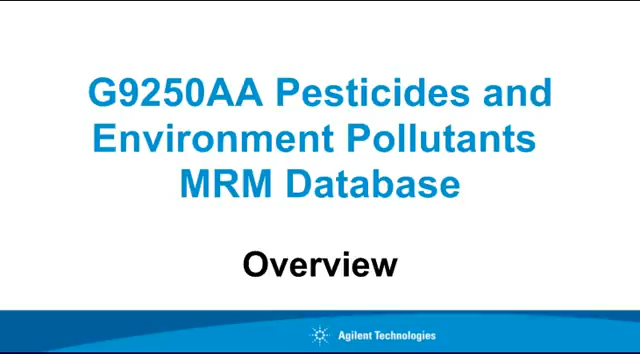 G9250AA Pesticides and
Environment Pollutants
MRM Database
Overview
Agilent Technologies